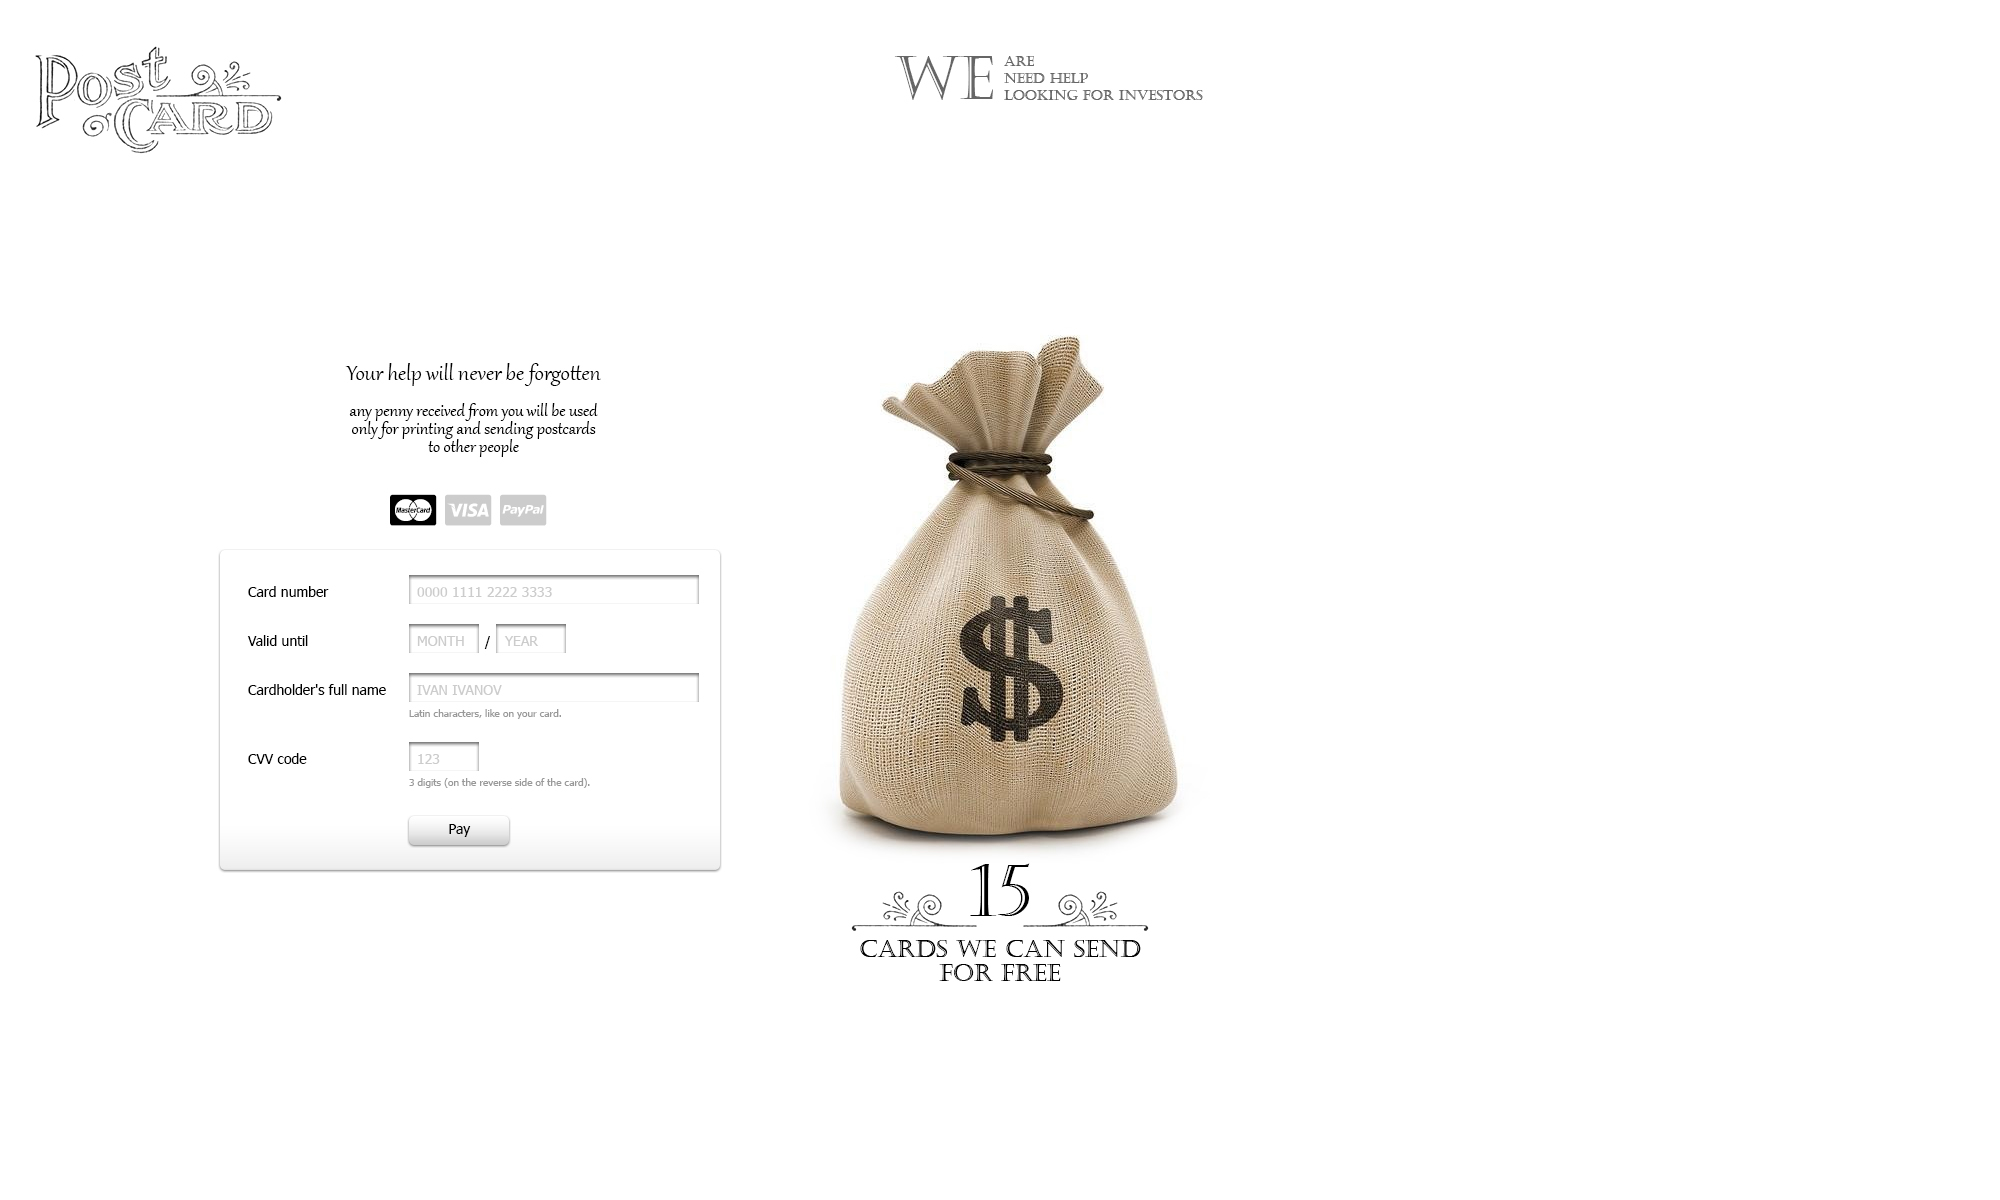 Post
Card
WE
ARE
NEED HELP
LOOKING FOR INVESTORS
Your help will never be forgotten
any penny received from you will be used
only for printing and sending postcards
to other people
MasterCard VISA PayPal
Card number 0000 1111 2222 3333
Valid until MONTH / YEAR
Cardholder's full name IVAN IVANOV
Latin characters, like on your card.
CVV code 123
3 digits (on the reverse side of the card).
Pay
$
15
CARDS WE CAN SEND
FOR FREE